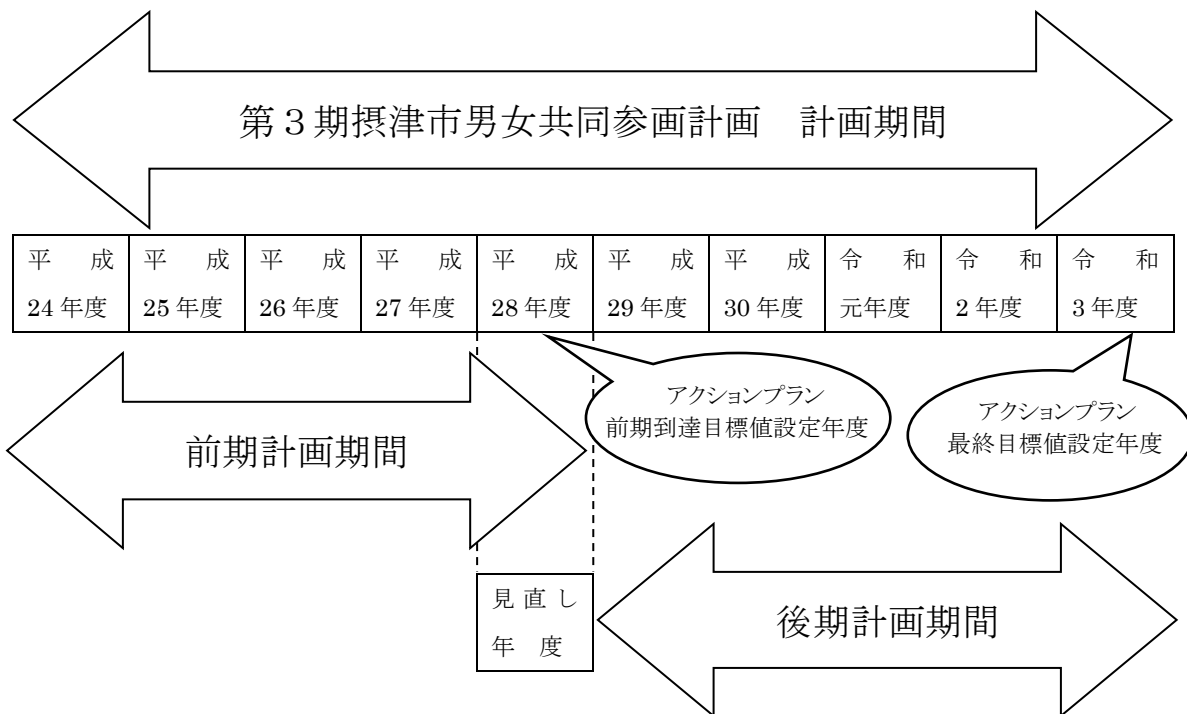 第３期摂津市男女共同参画計画　計画期間
平成 平成 平成 平成 平成 平成 平成 令和 令和 令和
24年度 25年度 26年度 27年度 28年度 29年度 30年度 元年度 2年度 3年度
アクションプラン
前期到達目標値設定年度
アクションプラン
最終目標値設定年度
前期計画期間
見直し
年度
後期計画期間